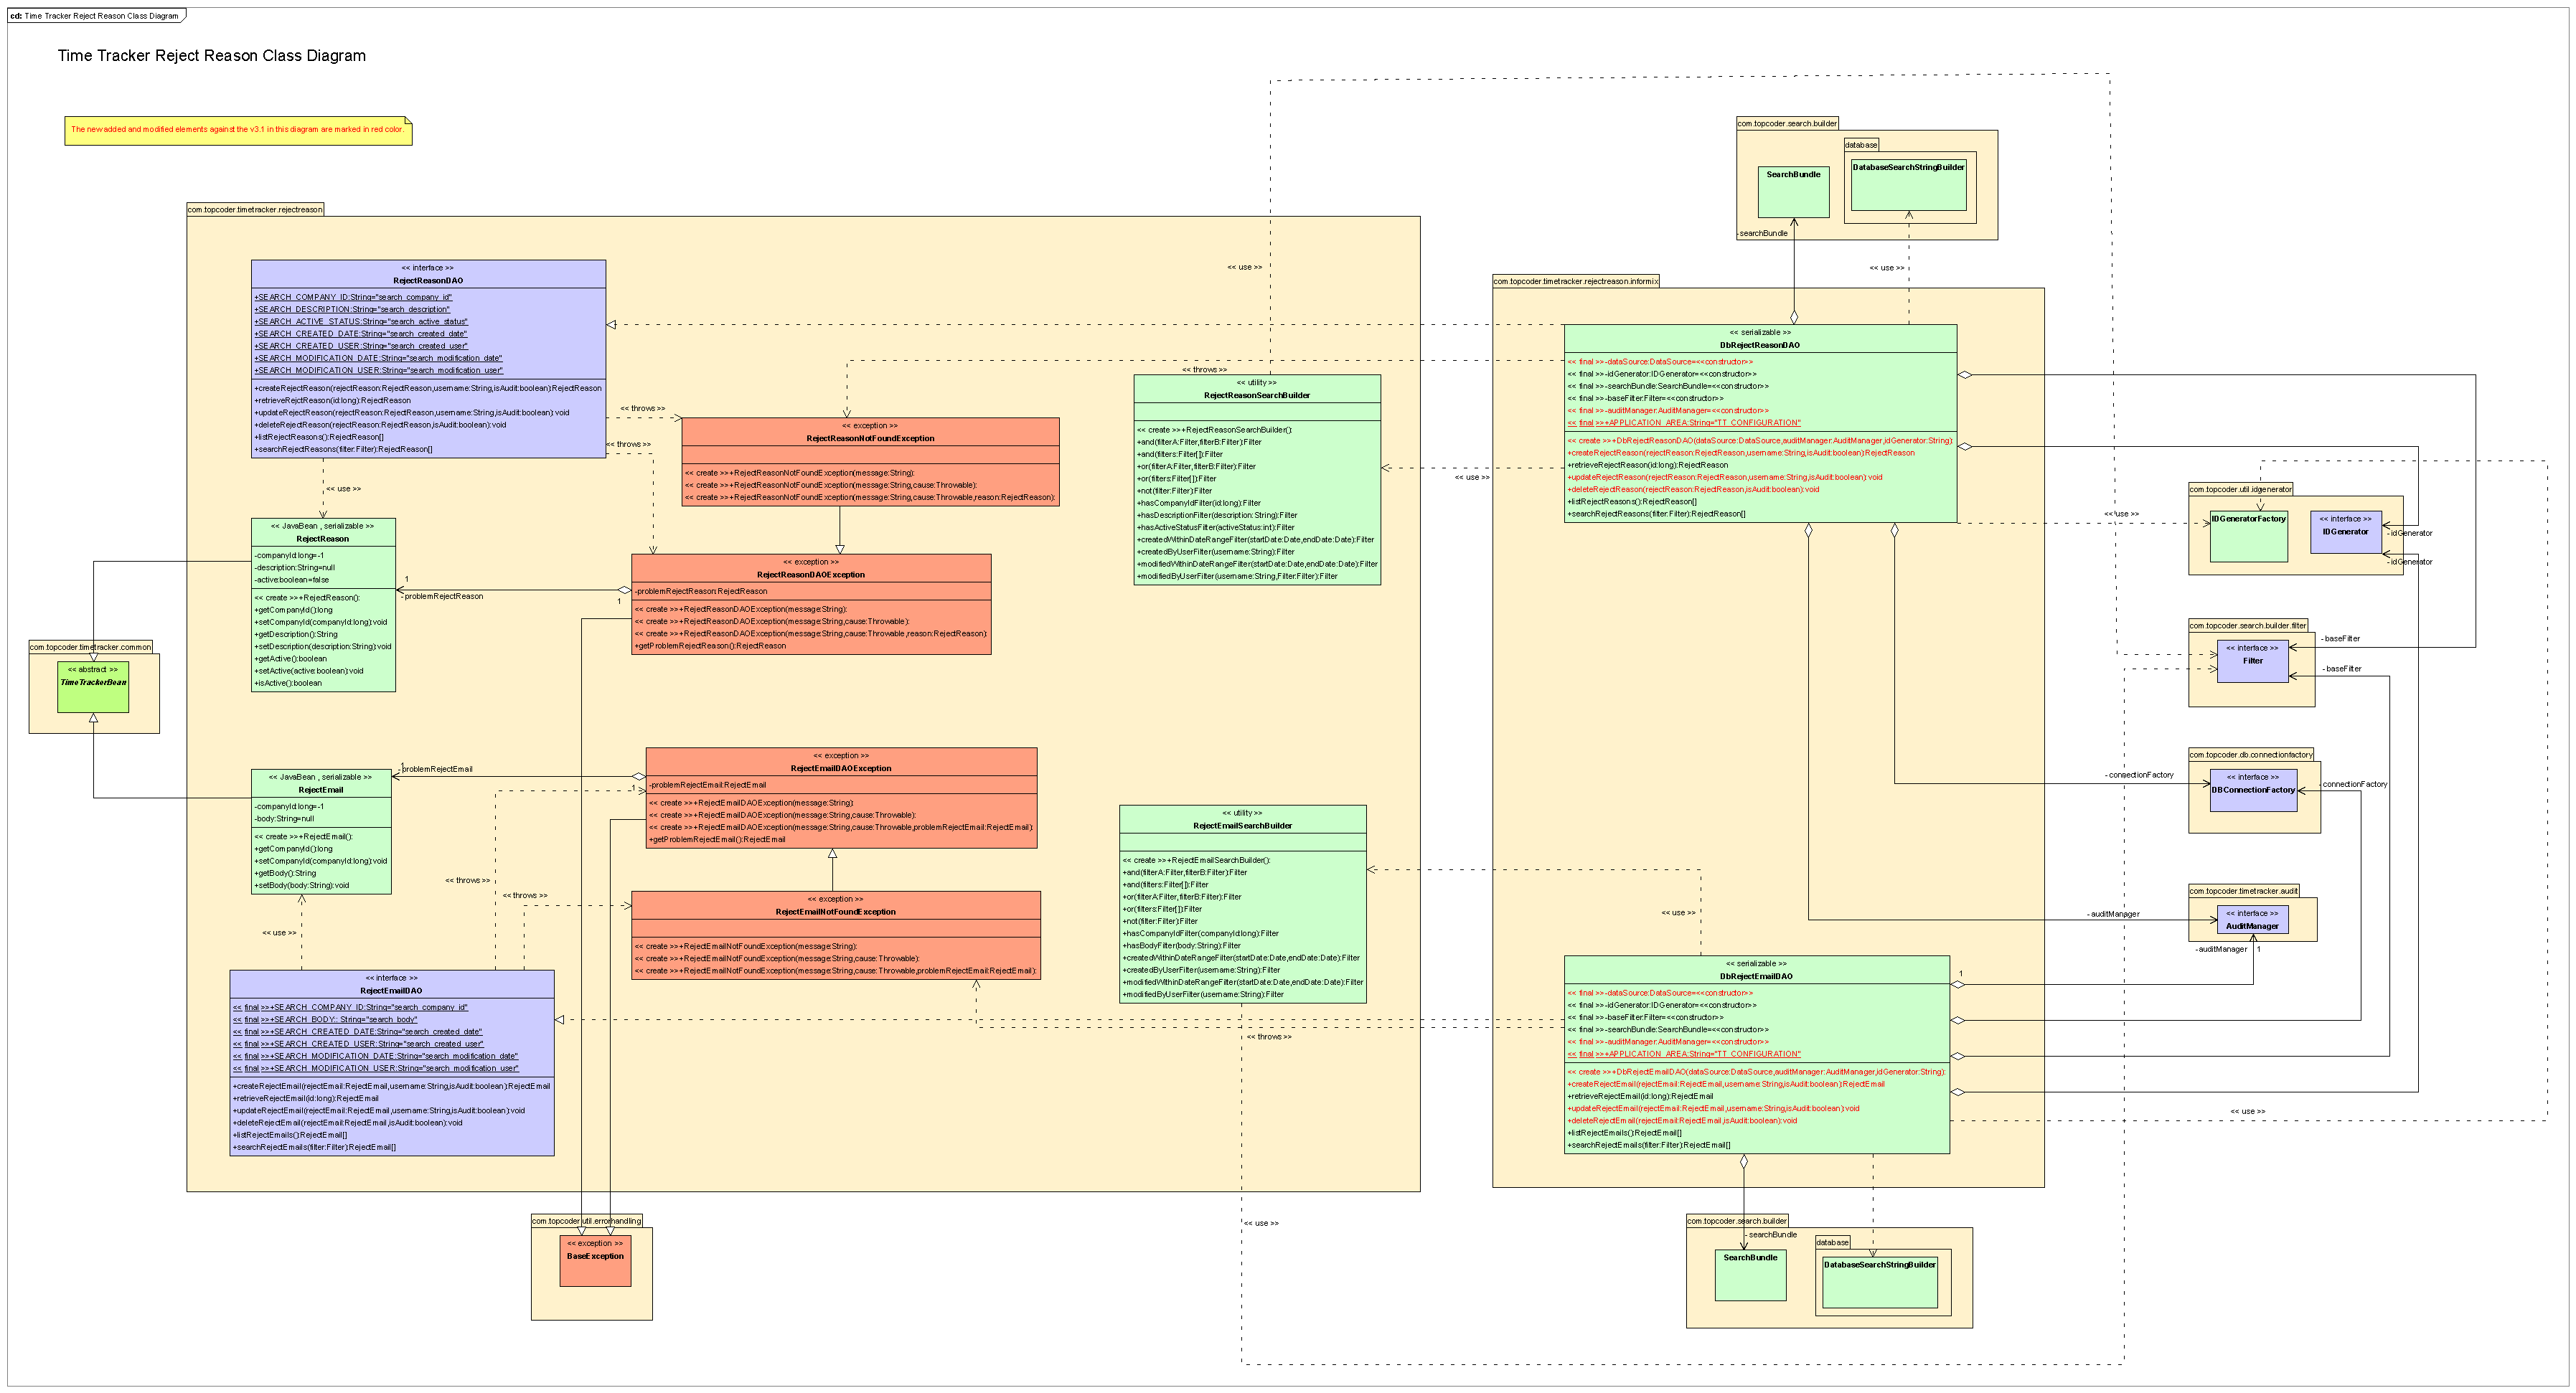 cd: Time Tracker Reject Reason Class Diagram
Time Tracker Reject Reason Class Diagram
The new added and modified elements against the v3.1 in this diagram are marked in red color.
com.topcoder.timetracker.rejectreason
<< interface >>
RejectReasonDAO
+SEARCH_COMPANY_ID:String="search_company_id"
+SEARCH_DESCRIPTION:String="search_description"
+SEARCH_ACTIVE_STATUS:String="search_active_status"
+SEARCH_CREATED_DATE:String="search_created_date"
+SEARCH_CREATED_USER:String="search_created_user"
+SEARCH_MODIFICATION_DATE:String="search_modification_date"
+SEARCH_MODIFICATION_USER:String="search_modification_user"
+createRejectReason(rejectReason:RejectReason,username:String,isAudit:boolean):RejectReason
+retrieveRejctReason(id:long):RejectReason
+updateRejectReason(rejectReason:RejectReason,username:String,isAudit:boolean):void
+deleteRejectReason(rejectReason:RejectReason,isAudit:boolean):void
+listRejectReasons():RejectReason[]
+searchRejectReasons(filter:Filter):RejectReason[]
<< throws >>
<< throws >>
<< use >>
<< exception >>
RejectReasonNotFoundException
<< create >>+RejectReasonNotFoundException(message:String):
<< create >>+RejectReasonNotFoundException(message:String,cause:Throwable):
<< create >>+RejectReasonNotFoundException(message:String,cause:Throwable,reason:RejectReason):
<< JavaBean , serializable >>
RejectReason
-companyId:long=-1
-description:String=null
-active:boolean=false
<< create >>+RejectReason():
+getCompanyId():long
+setCompanyId(companyId:long):void
+getDescription():String
+setDescription(description:String):void
+getActive():boolean
+setActive(active:boolean):void
+isActive():boolean
1
-problemRejectReason
1
<< exception >>
RejectReasonDAOException
-problemRejectReason:RejectReason
<< create >>+RejectReasonDAOException(message:String):
<< create >>+RejectReasonDAOException(message:String,cause:Throwable):
<< create >>+RejectReasonDAOException(message:String,cause:Throwable,reason:RejectReason):
+getProblemRejectReason():RejectReason
com.topcoder.timetracker.common
<< abstract >>
TimeTrackerBean
<< JavaBean , serializable >>
RejectEmail
-companyId:long=-1
-body:String=null
<< create >>+RejectEmail():
+getCompanyId():long
+setCompanyId(companyId:long):void
+getBody():String
+setBody(body:String):void
1
-problemRejectEmail
1
<< exception >>
RejectEmailDAOException
-problemRejectEmail:RejectEmail
<< create >>+RejectEmailDAOException(message:String)
<< create >>+RejectEmailDAOException(message:String,cause:Throwable):
<< create >>+RejectEmailDAOException(message:String,cause:Throwable,problemRejectEmail:RejectEmail):
+getProblemRejectEmail():RejectEmail
<< throws >>
<< throws >>
<< use >>
<< exception >>
RejectEmailNotFoundException
<< create >>+RejectEmailNotFoundException(message:String):
<< create >>+RejectEmailNotFoundException(message:String,cause:Throwable):
<< create >>+RejectEmailNotFoundException(message:String,cause:Throwable,problemRejectEmail:RejectEmail):
<< interface >>
RejectEmailDAO
<< final >>+SEARCH_COMPANY_ID:String="search_company_id"
<< final >>+SEARCH_BODY:: String="search_body"
<< final >>+SEARCH_CREATED_DATE:String="search_created_date"
<< final >>+SEARCH_CREATED_USER:String="search_created_user"
<< final >>+SEARCH_MODIFICATION_DATE:String="search_modification_date"
<< final >>+SEARCH_MODIFICATION_USER:String="search_modification_user"
+createRejectEmail(rejectEmail:RejectEmail,username:String,isAudit:boolean):RejectEmail
+retrieveRejectEmail(id:long):RejectEmail
+updateRejectEmail(rejectEmail:RejectEmail,username:String,isAudit:boolean):void
+deleteRejectEmail(rejectEmail:RejectEmail,isAudit:boolean):void
+listRejectEmails():RejectEmail[]
+searchRejectEmails(filter:Filter):RejectEmail[]
com.topcoder.util.errorhandling
<< exception >>
BaseException
<< use >>
<< throws >>
<< utility >>
RejectReasonSearchBuilder
<< create >>+RejectReasonSearchBuilder():
+and(filterA:Filter,filterB:Filter):Filter
+and(filters:Filter[]):Filter
+or(filterA:Filter,filterB:Filter):Filter
+or(filters:Filter[]):Filter
+not(filter:Filter):Filter
+hasCompanyIdFilter(id:long):Filter
+hasDescriptionFilter(description:String):Filter
+hasActiveStatusFilter(activeStatus:int):Filter
+createdWithinDateRangeFilter(startDate:Date,endDate:Date):Filter
+createdByUserFilter(username:String):Filter
+modifiedWithinDateRangeFilter(startDate:Date,endDate:Date):Filter
+modifiedByUserFilter(username:String,Filter:Filter):Filter
<< use >>
<< utility >>
RejectEmailSearchBuilder
<< create >>+RejectEmailSearchBuilder():
+and(filterA:Filter,filterB:Filter):Filter
+and(filters:Filter[]):Filter
+or(filterA:Filter,filterB:Filter):Filter
+or(filters:Filter[]):Filter
+not(filter:Filter):Filter
+hasCompanyIdFilter(companyId:long):Filter
+hasBodyFilter(body:String):Filter
+createdWithinDateRangeFilter(startDate:Date,endDate:Date):Filter
+createdByUserFilter(username:String):Filter
+modifiedWithinDateRangeFilter(startDate:Date,endDate:Date):Filter
+modifiedByUserFilter(username:String):Filter
<< throws >>
<< use >>
com.topcoder.search.builder
SearchBundle
database
DatabaseSearchStringBuilder
-searchBundle
<< use >>
com.topcoder.timetracker.rejectreason.informix
<< serializable >>
DbRejectReasonDAO
<< final >>-dataSource:DataSource=<<constructor>>
<< final >>-idGenerator:IDGenerator=<<constructor>>
<< final >>-searchBundle:SearchBundle=<<constructor>>
<< final >>-baseFilter:Filter=<<constructor>>
<< final >>-auditManager:AuditManager=<<constructor>>
<< final >>+APPLICATION_AREA:String="TT_CONFIGURATION"
<< create >>+DbRejectReasonDAO(dataSource:DataSource,auditManager:AuditManager,idGenerator:String):
+createRejectReason(rejectReason:RejectReason,username:String,isAudit:boolean):RejectReason
+retrieveRejectReason(id:long):RejectReason
+updateRejectReason(rejectReason:RejectReason,username:String,isAudit:boolean):void
+deleteRejectReason(rejectReason:RejectReason,isAudit:boolean):void
+listRejectReasons():RejectReason[]
+searchRejectReasons(filter:Filter):RejectReason[]
<< use >>
<< use >>
<< serializable >>
DbRejectEmailDAO
<< final >>-dataSource:DataSource=<<constructor>>
<< final >>-idGenerator:IDGenerator=<<constructor>>
<< final >>-baseFilter:Filter=<<constructor>>
<< final >>-searchBundle:SearchBundle=<<constructor>>
<< final >>-auditManager:AuditManager=<<constructor>>
<< final >>+APPLICATION_AREA:String="TT_CONFIGURATION"
<< create >>+DbRejectEmailDAO(dataSource:DataSource,auditManager:AuditManager,idGenerator:String):
+createRejectEmail(rejectEmail:RejectEmail,username:String,isAudit:boolean):RejectEmail
+retrieveRejectEmail(id:long):RejectEmail
+updateRejectEmail(rejectEmail:RejectEmail,username:String,isAudit:boolean):void
+deleteRejectEmail(rejectEmail:RejectEmail,isAudit:boolean):void
+listRejectEmails():RejectEmail[]
+searchRejectEmails(filter:Filter):RejectEmail[]
1
<< use >>
com.topcoder.search.builder
-searchBundle
SearchBundle
database
DatabaseSearchStringBuilder
com.topcoder.util.idgenerator
IDGeneratorFactory
<< interface >>
IDGenerator
-idGenerator
-idGenerator
com.topcoder.search.builder.filter
<< interface >>
Filter
-baseFilter
-baseFilter
com.topcoder.db.connectionfactory
<< interface >>
DBConnectionFactory
-connectionFactory
-connectionFactory
com.topcoder.timetracker.audit
<< interface >>
AuditManager
-auditManager
-auditManager
1